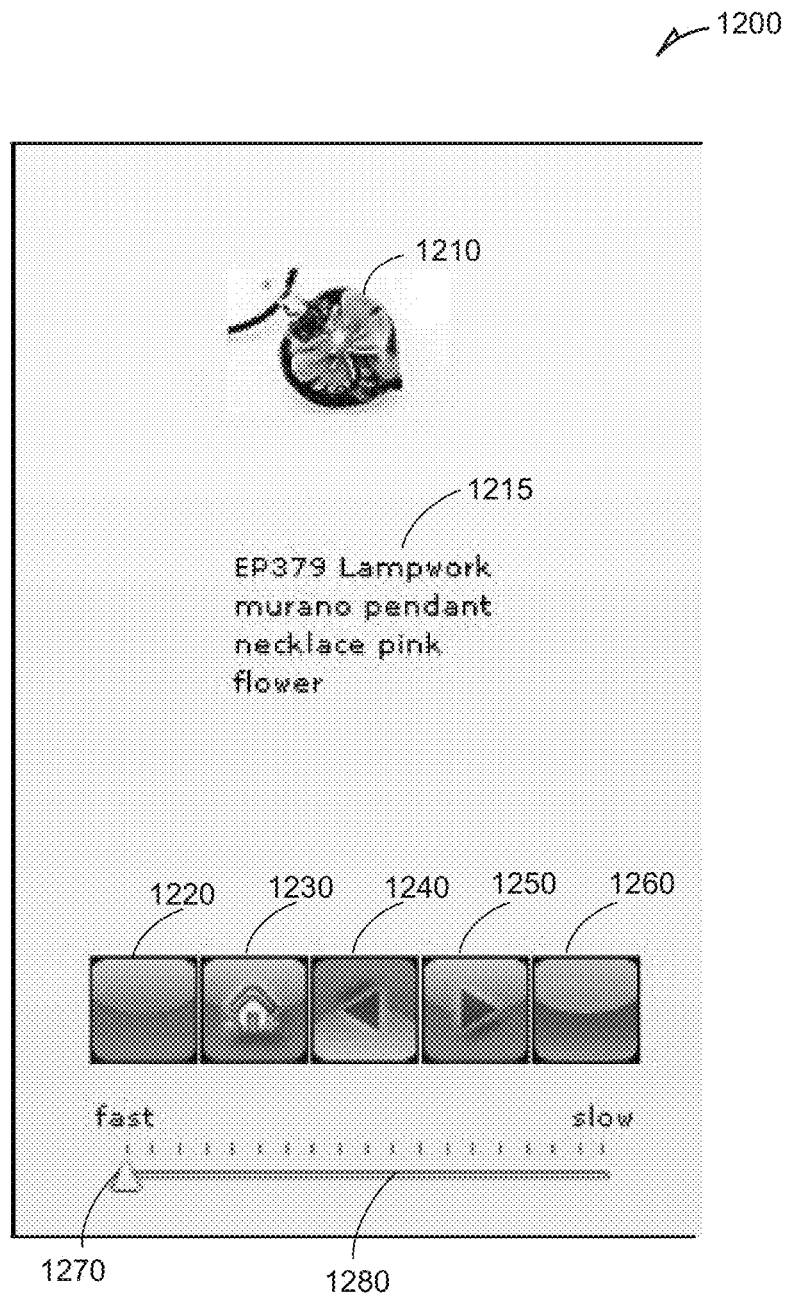 1200
1210
1215
EP379 Lampwork
murano pendant
necklace pink
flower
1220 1230 1240 1250 1260
fast slow
1270 1280